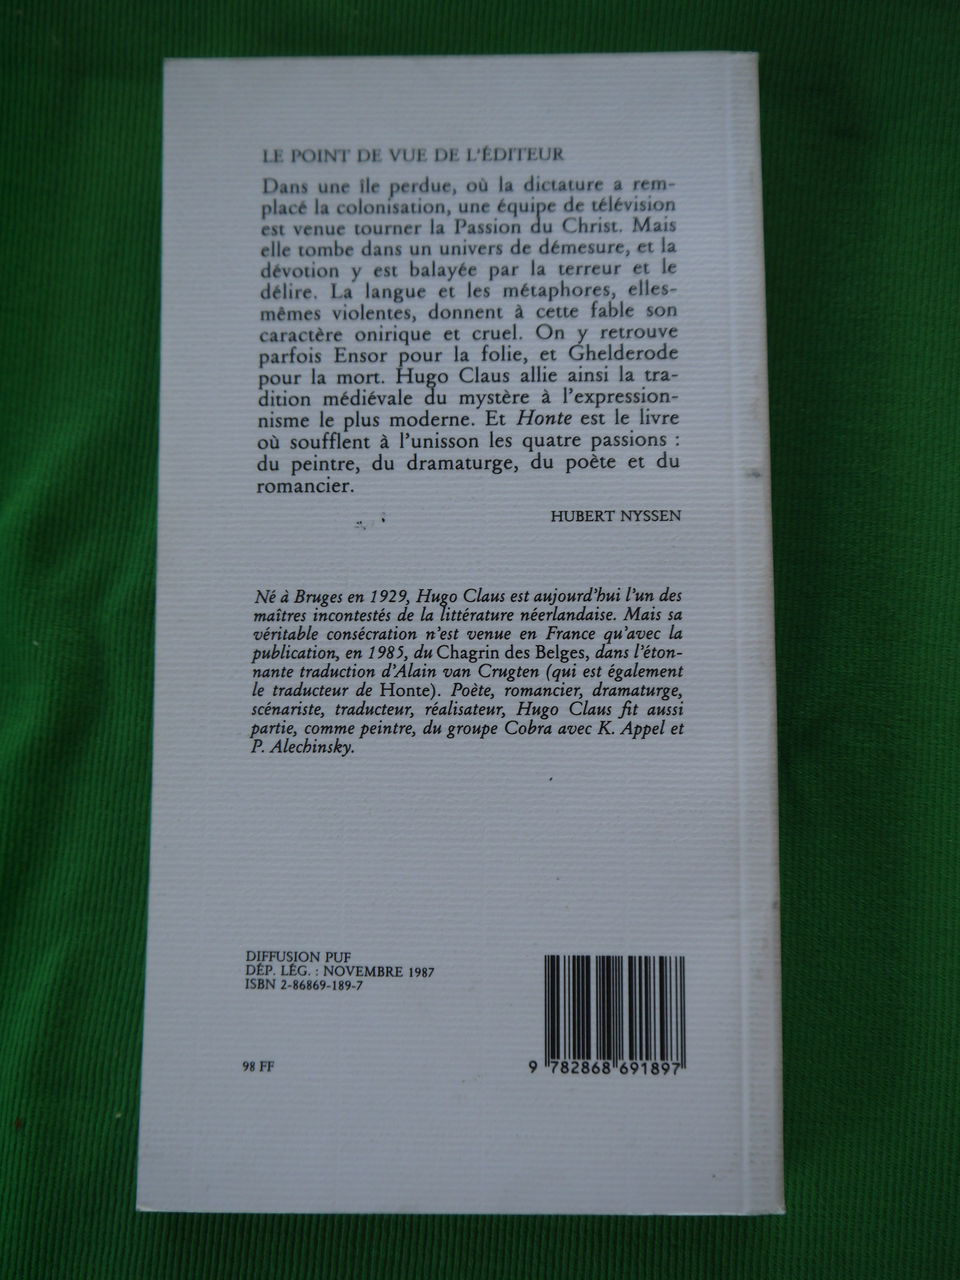 LE POINT DE VUE DE L'ÉDITEUR
Dans une île perdue, où la dictature a rem-
placé la colonisation, une équipe de télévision
est venue tourner la Passion du Christ. Mais
elle tombe dans un univers de démesure, et la
dévotion y est balayée par la terreur et le
délire. La langue et les métaphores, elles-
mêmes violentes, donnent à cette fable son
caractère onirique et cruel. On y retrouve
parfois Ensor pour la folie, et Ghelderode
pour la mort. Hugo Claus allie ainsi la tra-
dition médiévale du mystère à l'expression-
nisme le plus moderne. Et Honte est le livre
où soufflent à l'unisson les quatre passions :
du peintre, du dramaturge, du poète et du
romancier.
HUBERT NYSSEN
Né à Bruges en 1929, Hugo Claus est aujourd'hui l'un des
maîtres incontestés de la littérature néerlandaise. Mais sa
véritable consécration n'est venue en France qu'avec la
publication, en 1985, du Chagrin des Belges, dans l'éton-
nante traduction d'Alain van Crugten (qui est également
le traducteur de Honte). Poète, romancier, dramaturge,
scénariste, traducteur, réalisateur, Hugo Claus fit aussi
partie, comme peintre, du groupe Cobra avec K. Appel et
P. Alechinsky.
DIFFUSION PUF
DÉP. LÉG. : NOVEMBRE 1987
ISBN 2-86869-189-7
98 FF
9 782868 691897